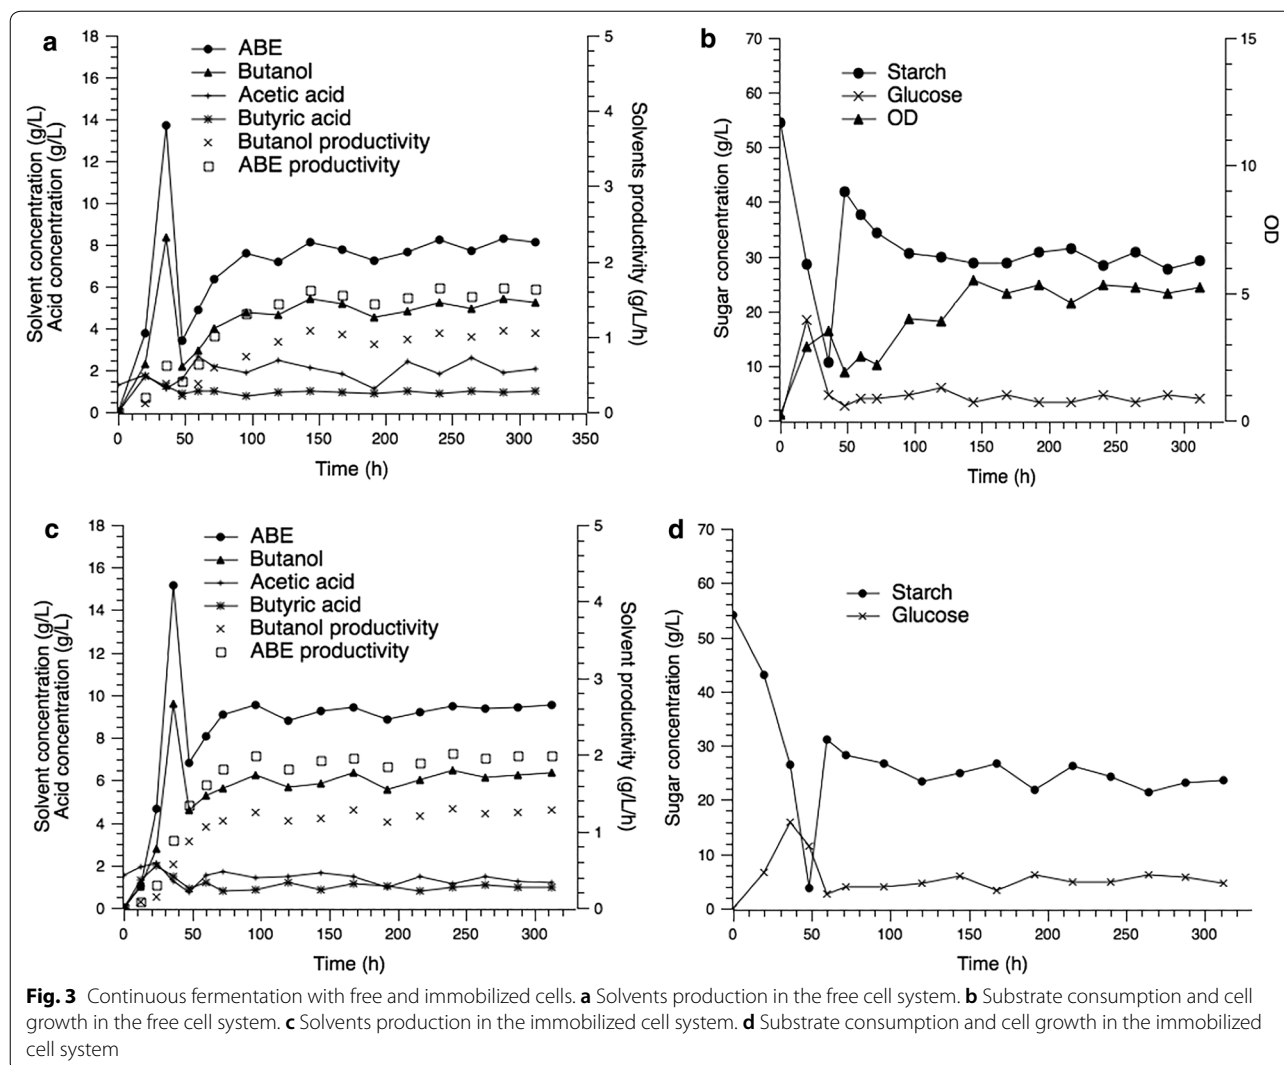 a
ABE
Butanol
Acetic acid
Butyric acid
Butanol productivity
ABE productivity
Solvent concentration (g/L)
Acid concentration (g/L)
18
16
14
12
10
8
6
4
2
0
5
4
3
2
1
0
Solvents productivity (g/L/h)
0 50 100 150 200 250 300 350
Time (h)
b
Starch
Glucose
OD
Sugar concentration (g/L)
70
60
50
40
30
20
10
0
15
10
5
0
OD
0 50 100 150 200 250 300
Time (h)
c
ABE
Butanol
Acetic acid
Butyric acid
Butanol productivity
ABE productivity
Solvent concentration (g/L)
Acid concentration (g/L)
18
16
14
12
10
8
6
4
2
0
5
4
3
2
1
0
Solvent productivity (g/L/h)
0 50 100 150 200 250 300
Time (h)
d
Starch
Glucose
Sugar concentration (g/L)
70
60
50
40
30
20
10
0
0 50 100 150 200 250 300
Time (h)
Fig. 3 Continuous fermentation with free and immobilized cells. a Solvents production in the free cell system. b Substrate consumption and cell
growth in the free cell system. c Solvents production in the immobilized cell system. d Substrate consumption and cell growth in the immobilized
cell system